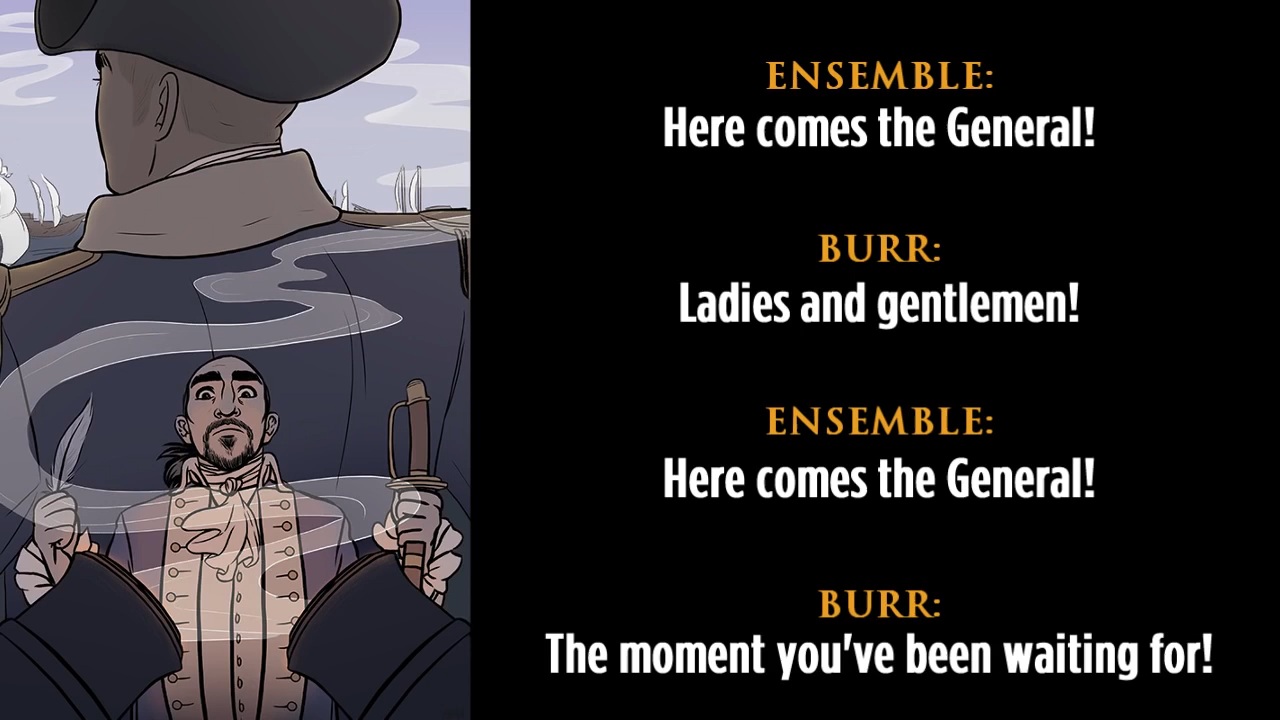 ENSEMBLE:
Here comes the General!
BURR:
Ladies and gentlemen!
ENSEMBLE:
Here comes the General!
BURR:
The moment you've been waiting for!